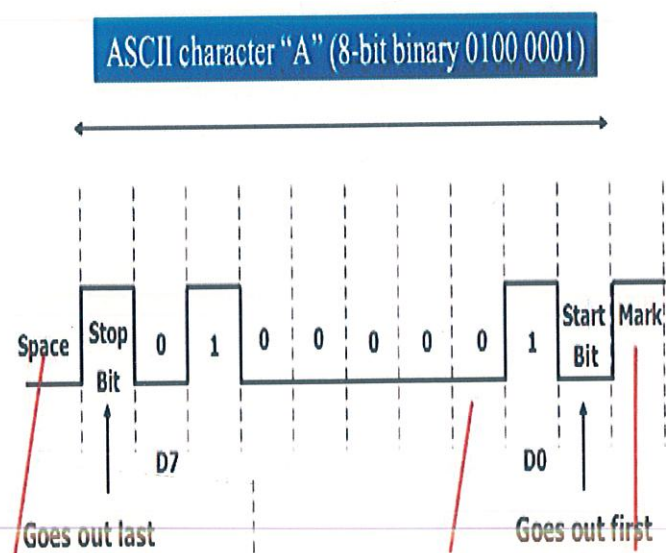 ASCII character “A” (8-bit binary 0100 0001)
Space Stop Bit 0 1 0 0 0 0 0 1 Start Bit Mark
D7 D0
Goes out last Goes out first